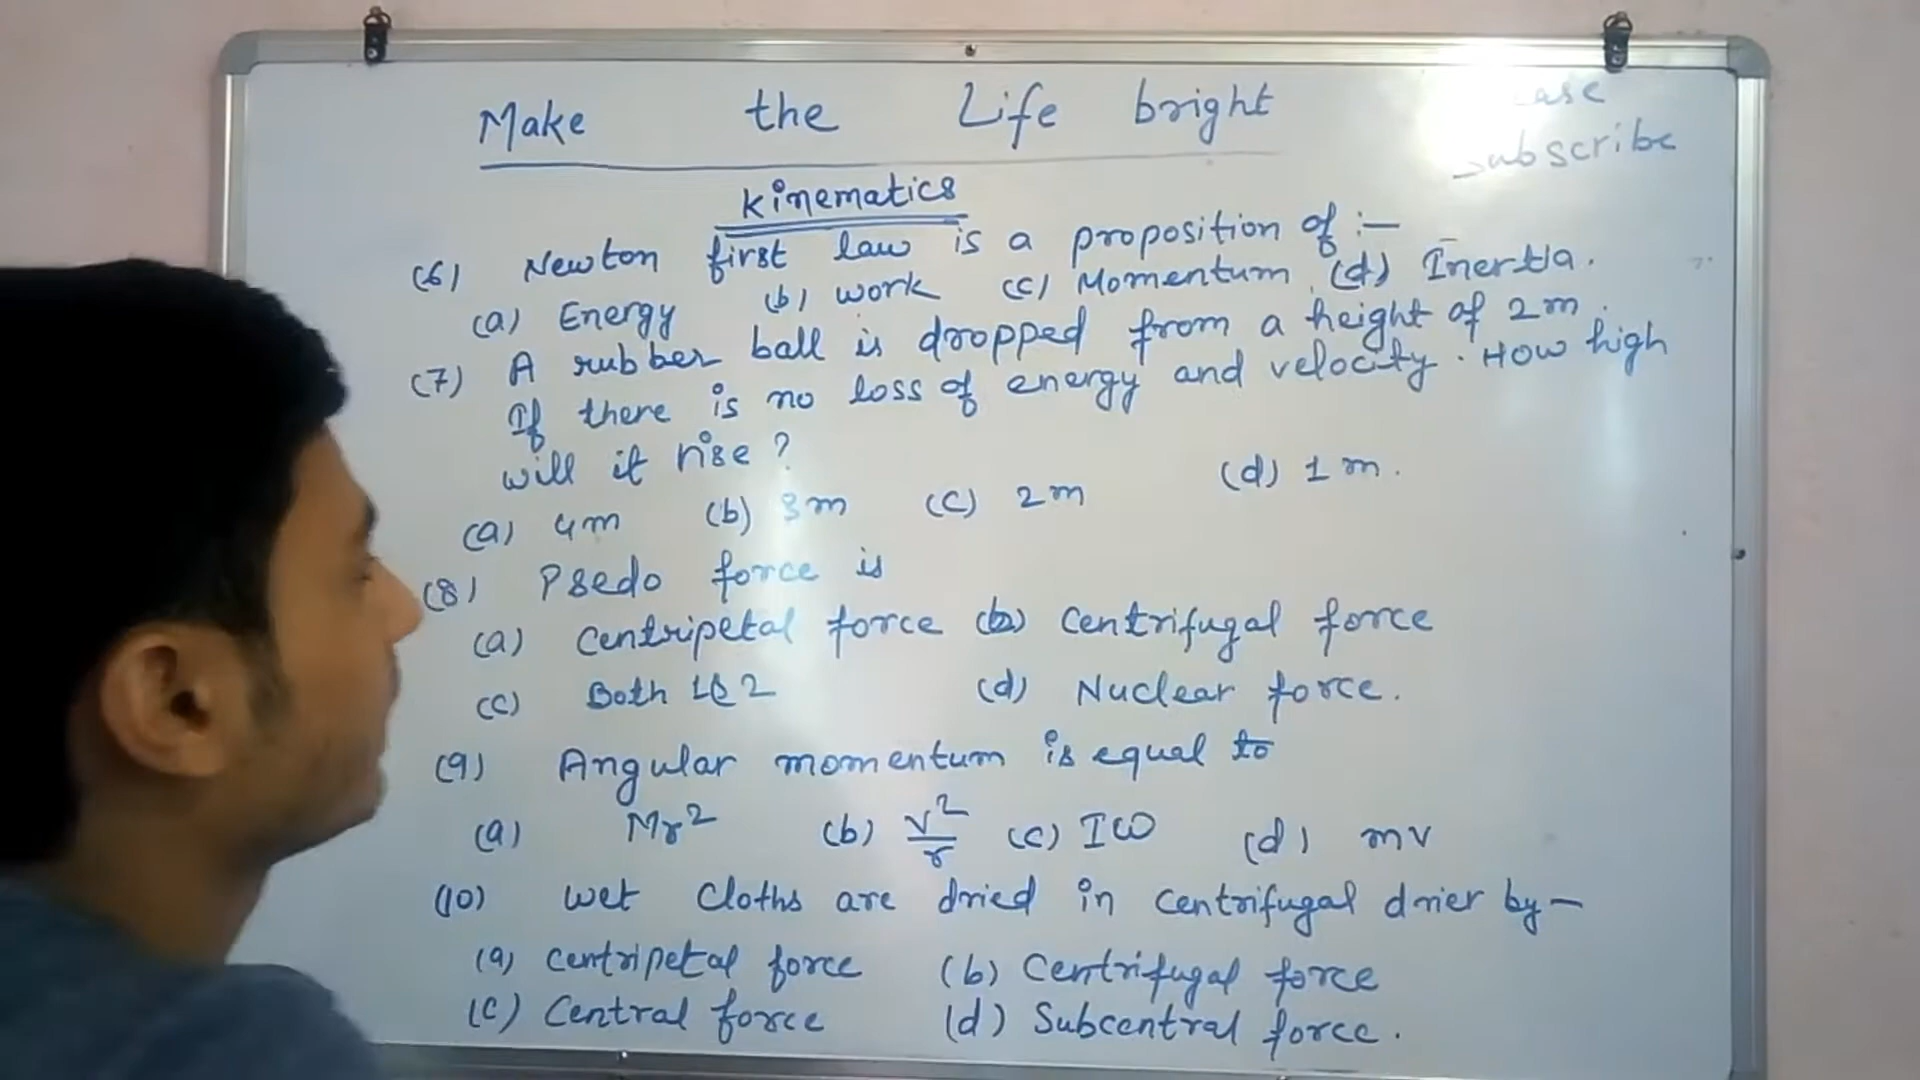 Make the Life bright
ase
Subscribe
Kinematics
(6) Newton first law is a proposition of :-
(a) Energy (b) work (c) Momentum (d) Inertia.
(7) A rubber ball is dropped from a height of 2m.
If there is no loss of energy and velocity. How high
will it rise ?
(a) 4m (b) 3m (c) 2m (d) 1m.
(8) Psedo force is
(a) Centripetal force (b) Centrifugal force
(c) Both 1&2 (d) Nuclear force.
(9) Angular momentum is equal to
(a) Mr² (b) v²/r (c) Iω (d) mv
(10) Wet Cloths are dried in Centrifugal drier by-
(a) Centripetal force (b) Centrifugal force
(c) Central force (d) Subcentral force.